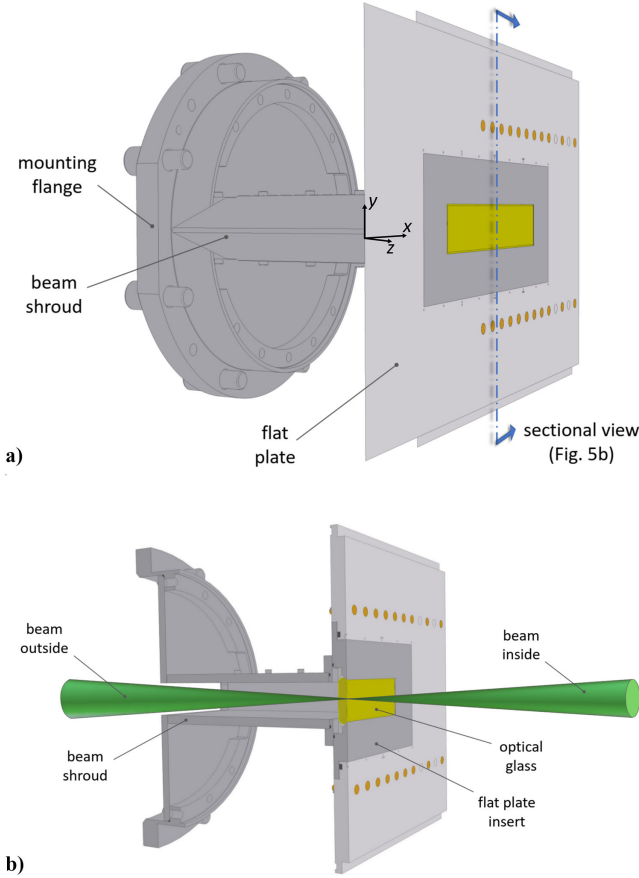 mounting
flange
beam
shroud
y
x
z
flat
plate
sectional view
(Fig. 5b)
a)
beam
outside
beam
inside
beam
shroud
optical
glass
flat plate
insert
b)